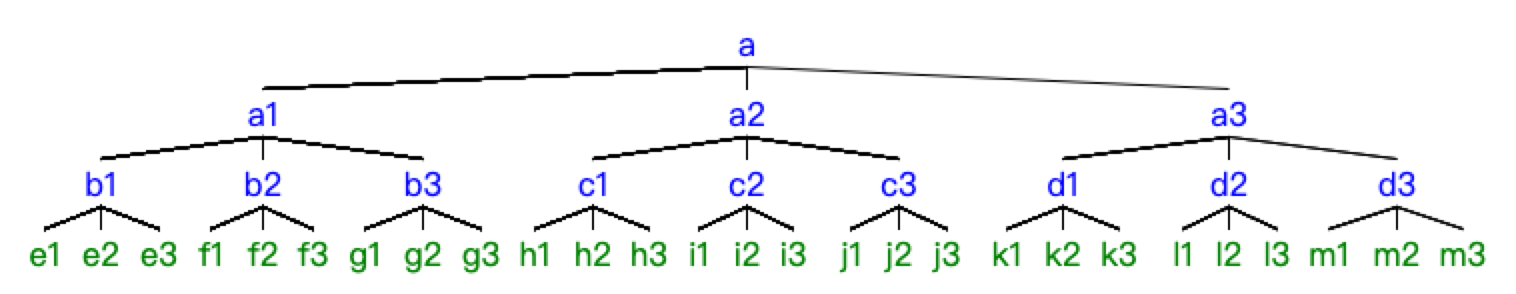 a
a1 a2 a3
b1 b2 b3 c1 c2 c3 d1 d2 d3
e1 e2 e3 f1 f2 f3 g1 g2 g3 h1 h2 h3 i1 i2 i3 j1 j2 j3 k1 k2 k3 l1 l2 l3 m1 m2 m3